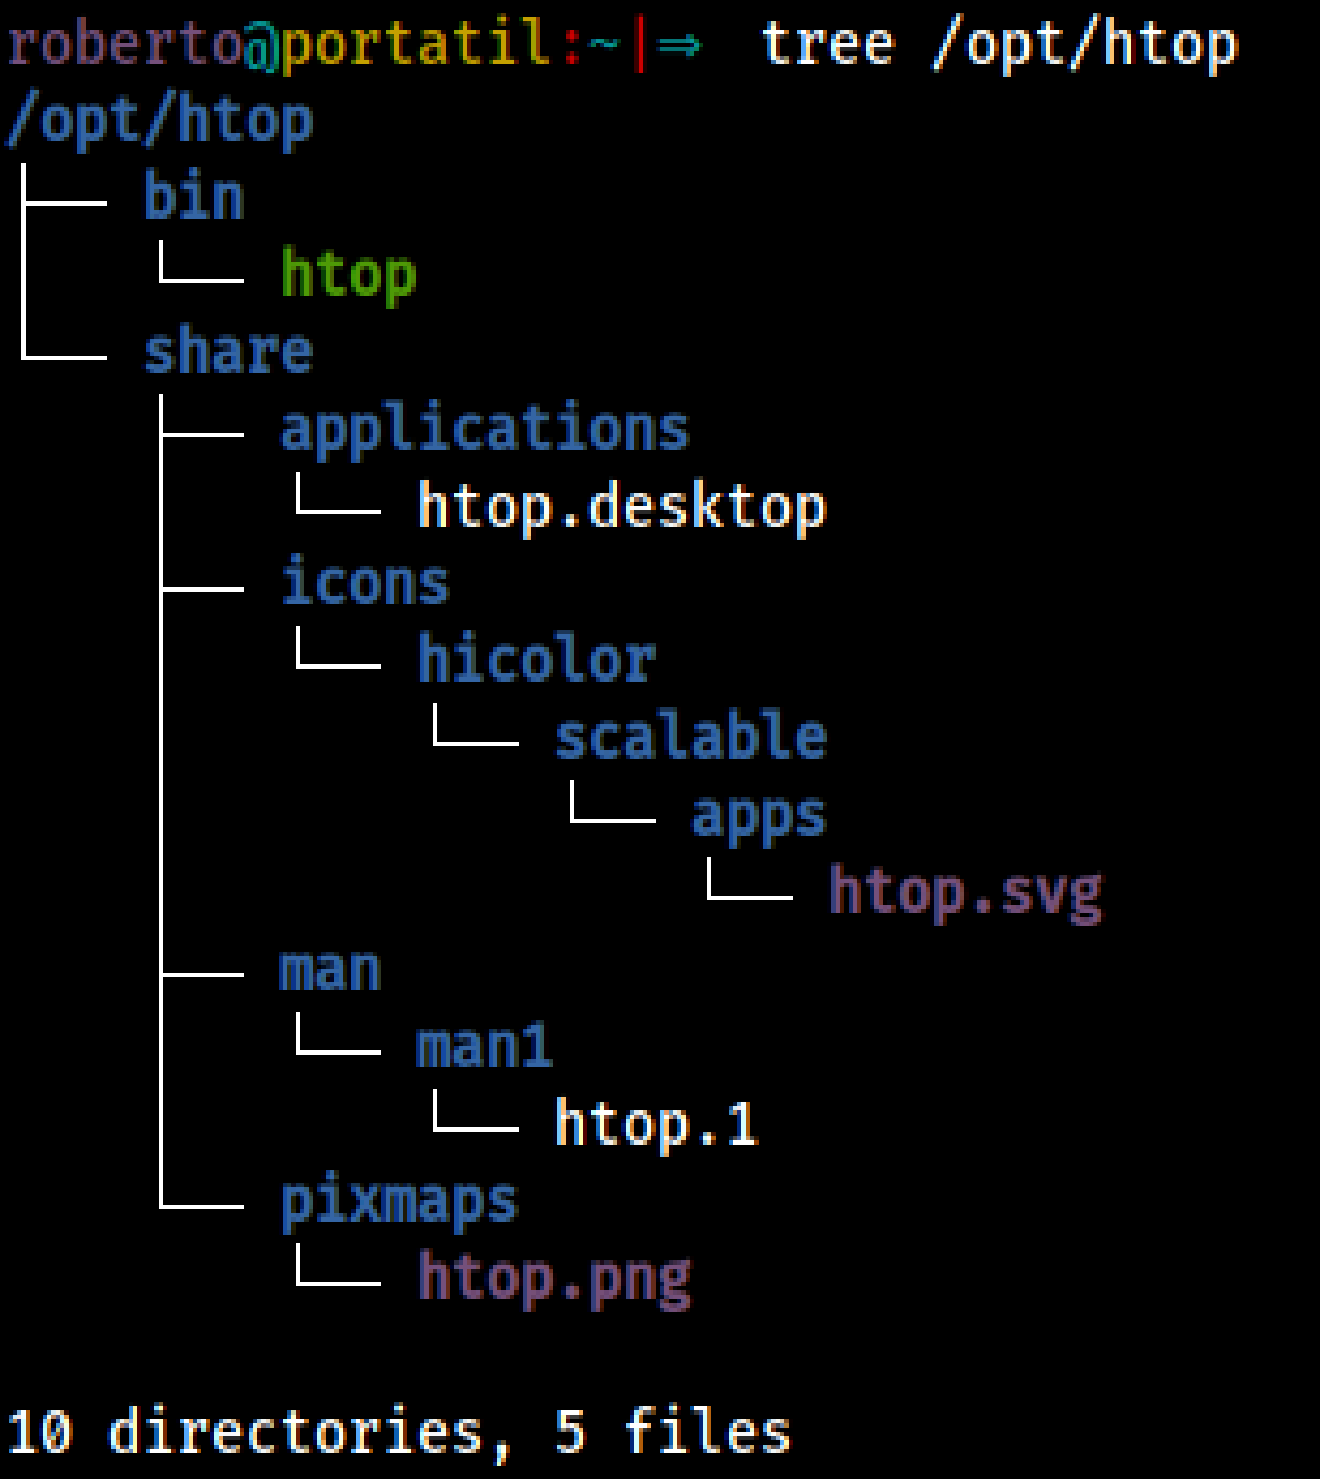 roberto@portatil:~|⇒  tree /opt/htop
/opt/htop
├── bin
│   └── htop
└── share
    ├── applications
    │   └── htop.desktop
    ├── icons
    │   └── hicolor
    │       └── scalable
    │           └── apps
    │               └── htop.svg
    ├── man
    │   └── man1
    │       └── htop.1
    └── pixmaps
        └── htop.png

10 directories, 5 files